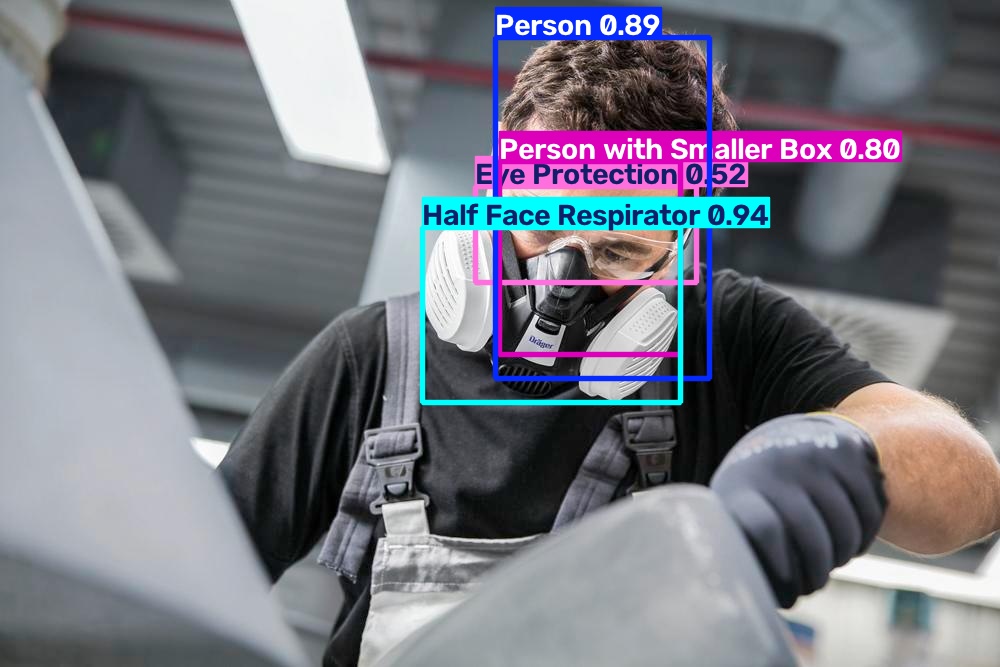 Person 0.89
Person with Smaller Box 0.80
Eye Protection 0.52
Half Face Respirator 0.94
Dräger